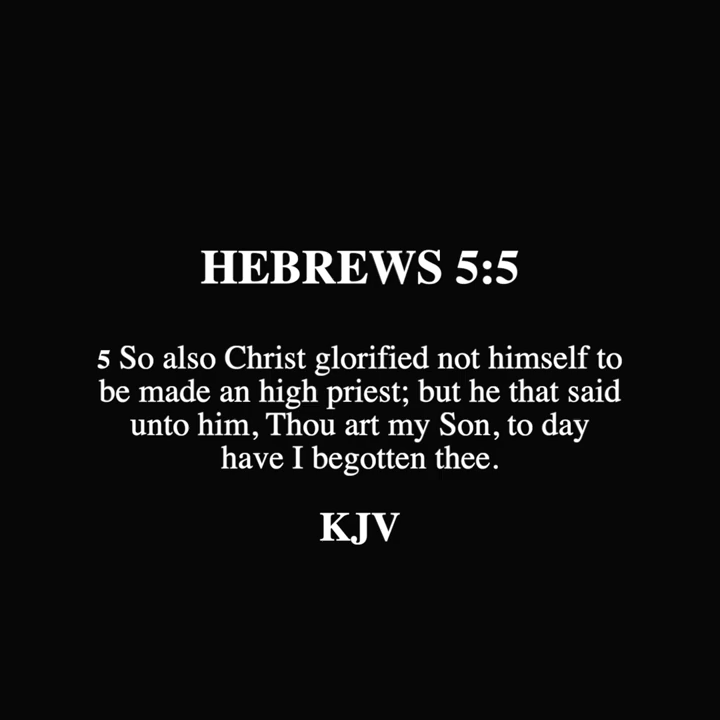 HEBREWS 5:5
5 So also Christ glorified not himself to
be made an high priest; but he that said
unto him, Thou art my Son, to day
have I begotten thee.
KJV